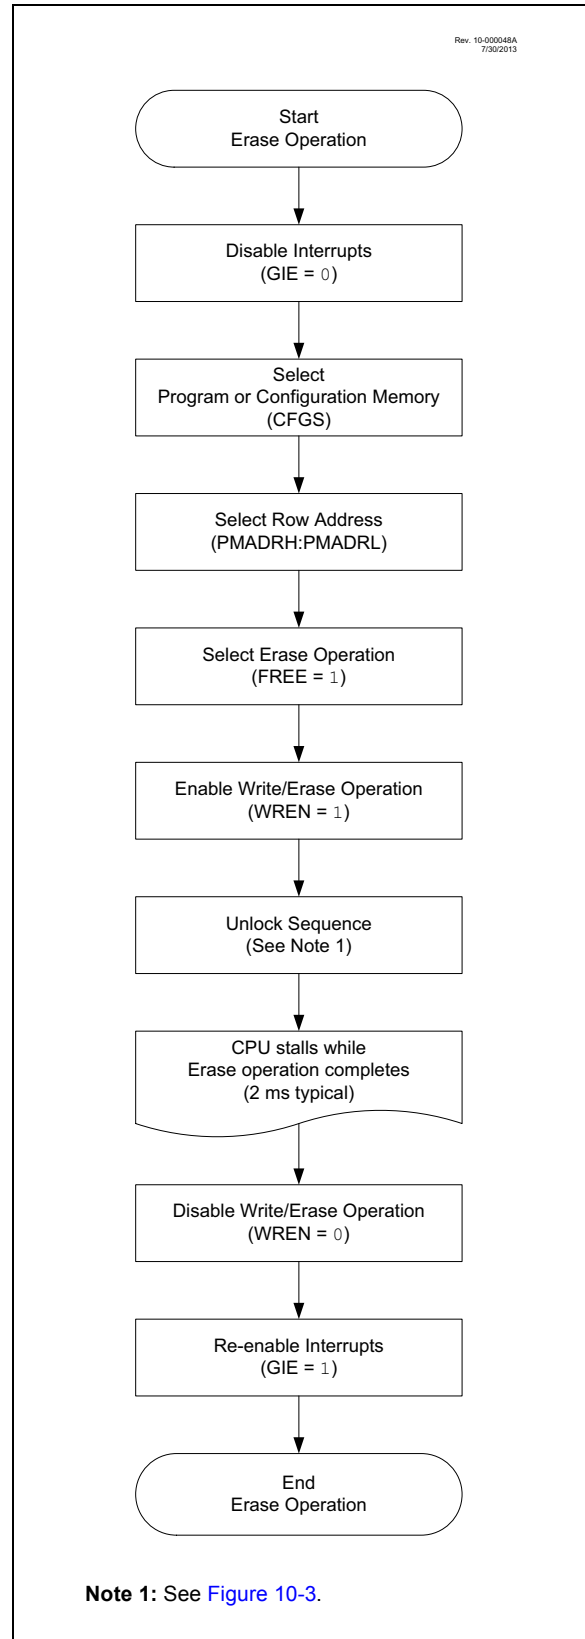 Rev. 10-000048A
7/30/2013
Start
Erase Operation
Disable Interrupts
(GIE = 0)
Select
Program or Configuration Memory
(CFGS)
Select Row Address
(PMADRH:PMADRL)
Select Erase Operation
(FREE = 1)
Enable Write/Erase Operation
(WREN = 1)
Unlock Sequence
(See Note 1)
CPU stalls while
Erase operation completes
(2 ms typical)
Disable Write/Erase Operation
(WREN = 0)
Re-enable Interrupts
(GIE = 1)
End
Erase Operation
Note 1: See Figure 10-3.